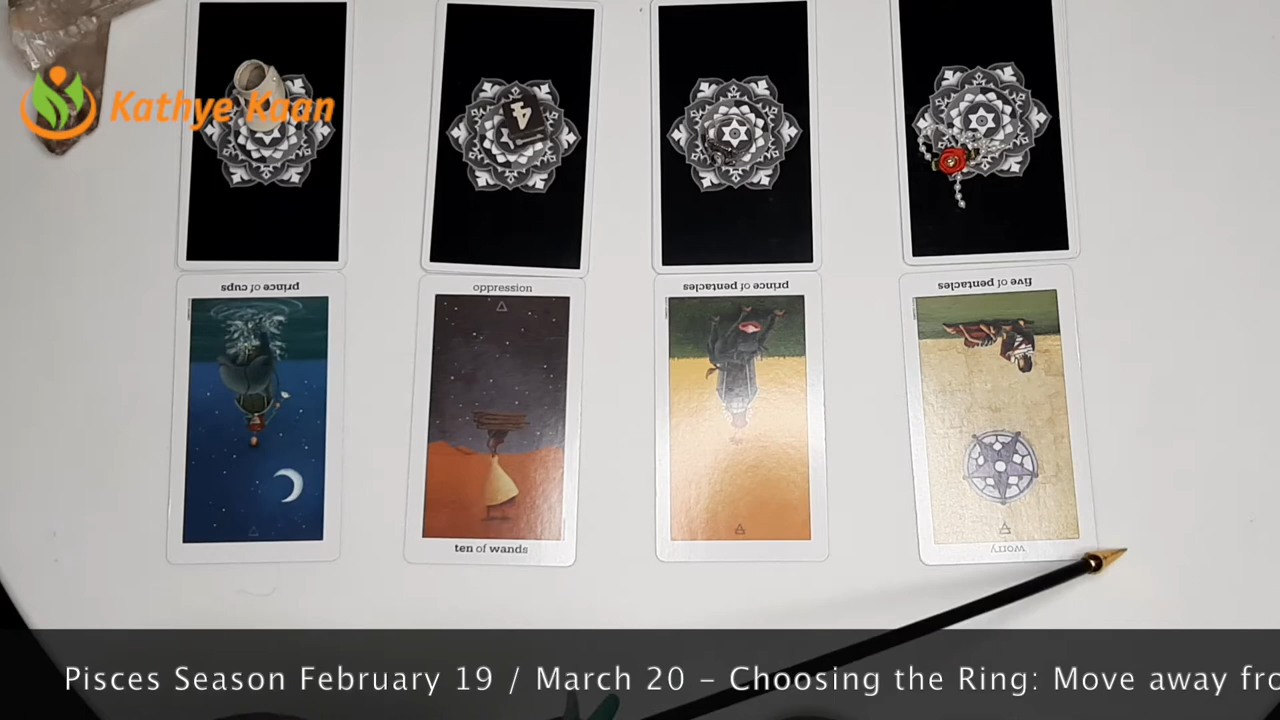 Kathye Kaan
prince of cups
oppression
prince of pentacles
five of pentacles
ten of wands
worry
Pisces Season February 19 / March 20 - Choosing the Ring: Move away fro